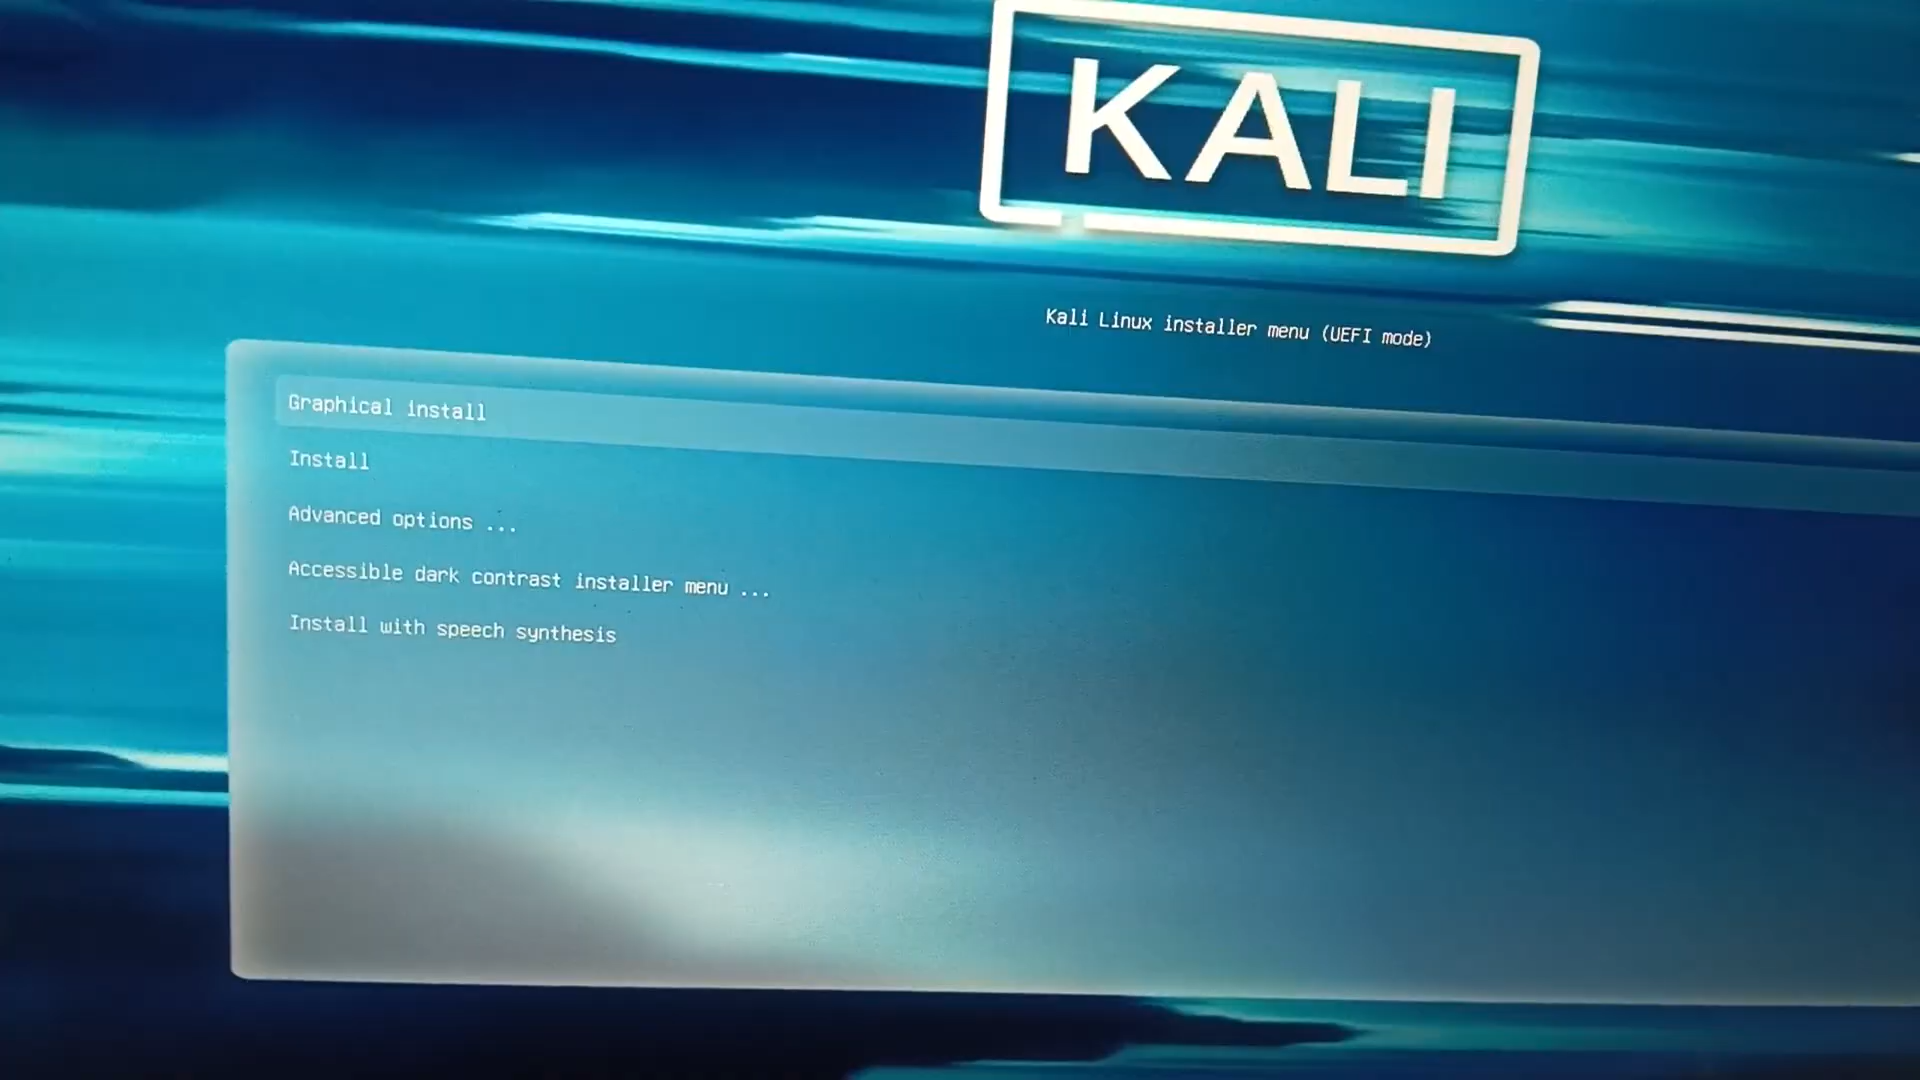 KALI
Kali Linux installer menu (UEFI mode)
Graphical install
Install
Advanced options ...
Accessible dark contrast installer menu ...
Install with speech synthesis